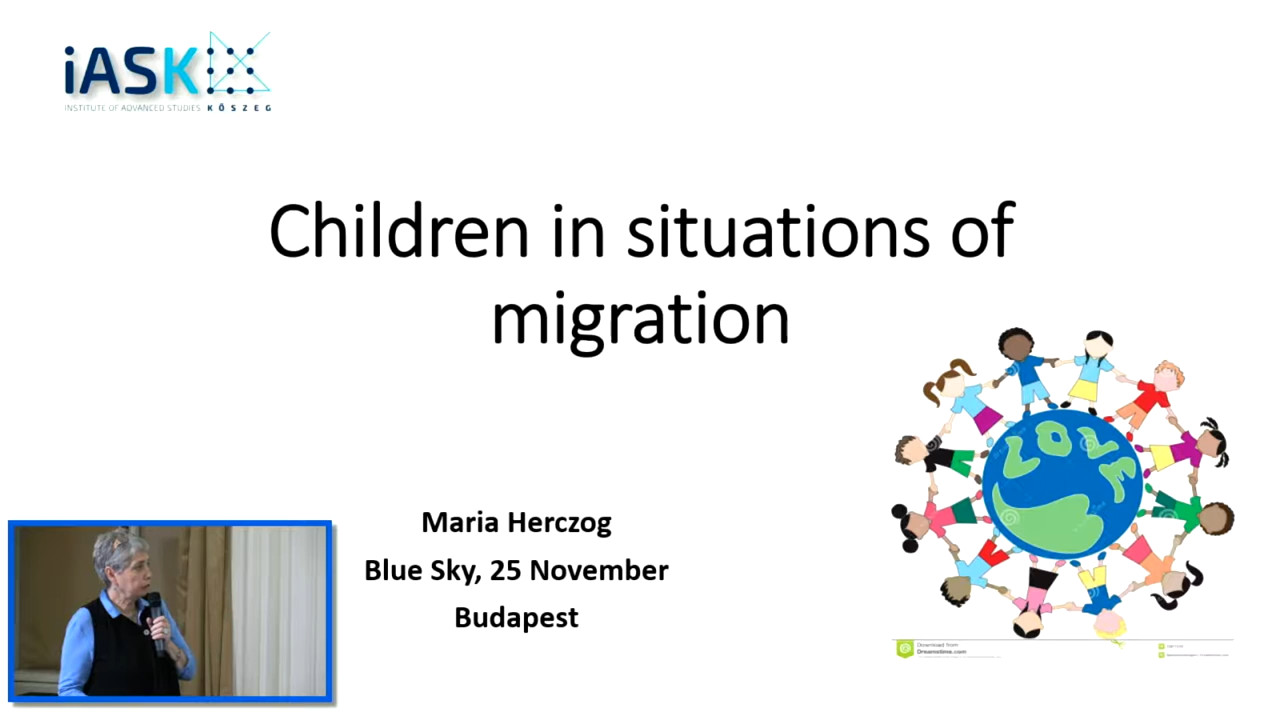 iASK
INSTITUTE OF ADVANCED STUDIES KŐSZEG
Children in situations of
migration
LOVE
Maria Herczog
Blue Sky, 25 November
Budapest
Download from
Dreamstime.com